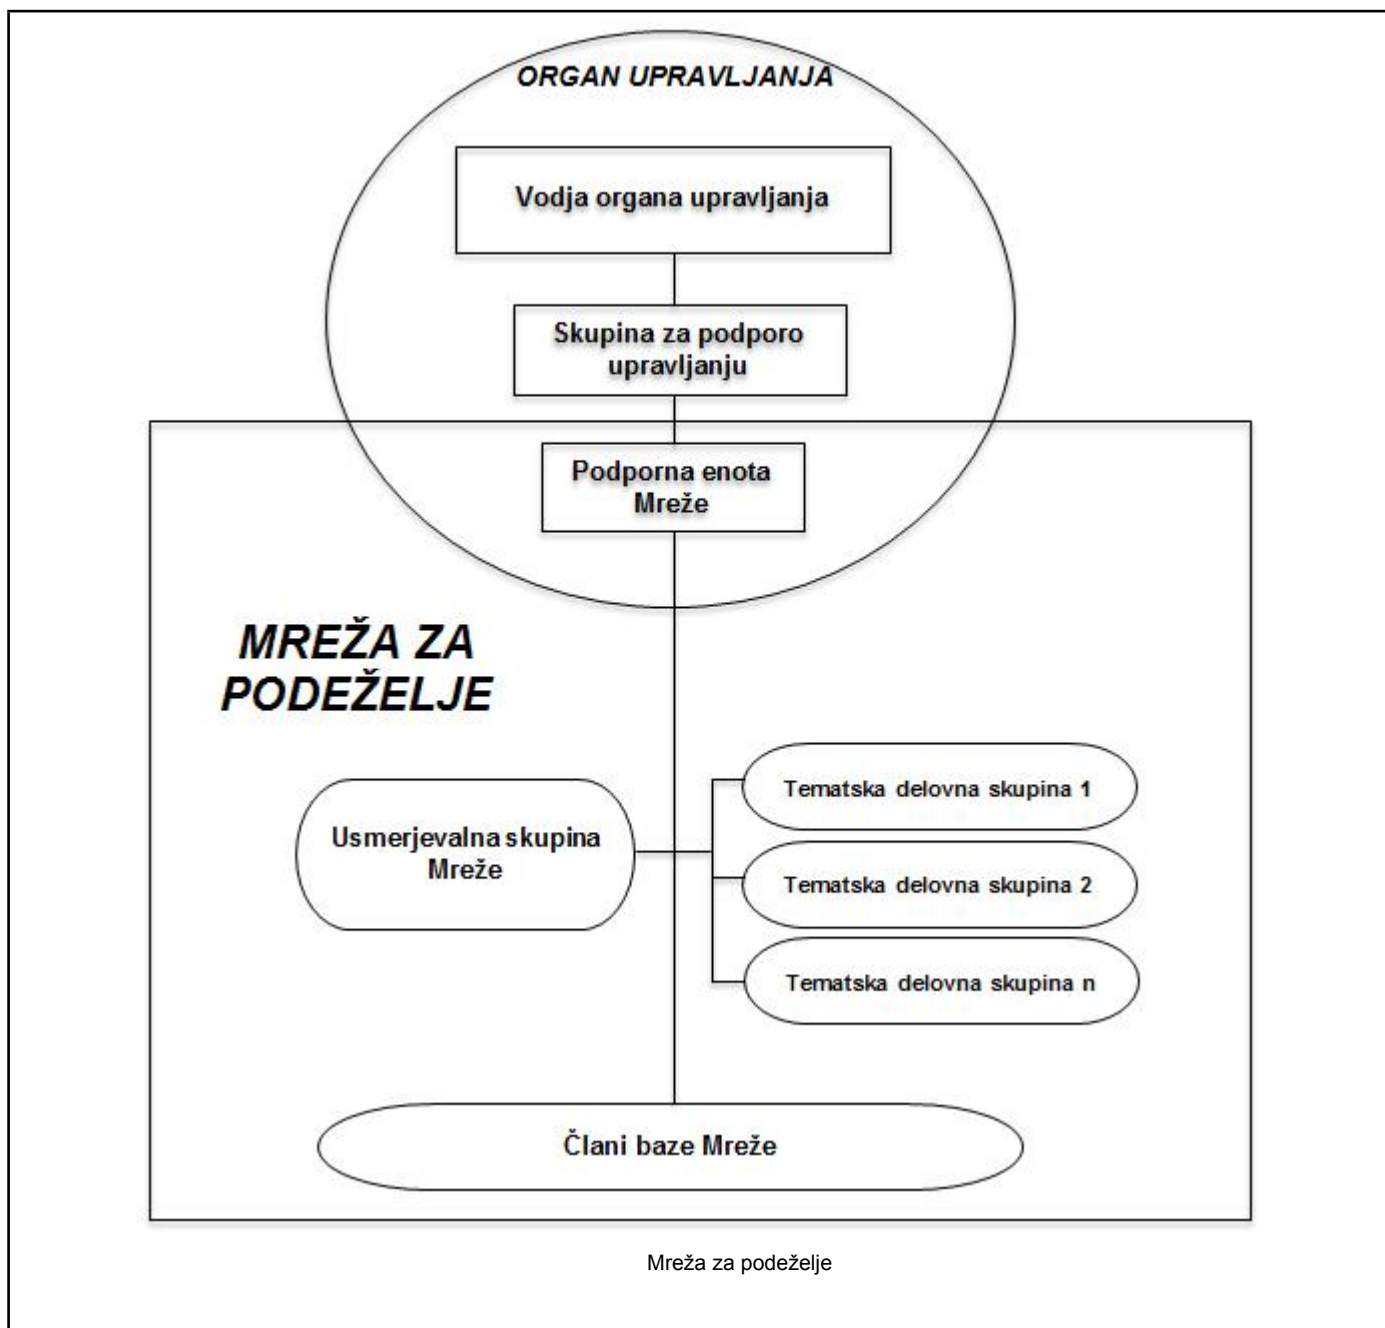 ORGAN UPRAVLJANJA
Vodja organa upravljanja
Skupina za podporo
upravljanju
Podporna enota
Mreže
MREŽA ZA
PODEŽELJE
Usmerjevalna skupina
Mreže
Tematska delovna skupina 1
Tematska delovna skupina 2
Tematska delovna skupina n
Člani baze Mreže
Mreža za podeželje